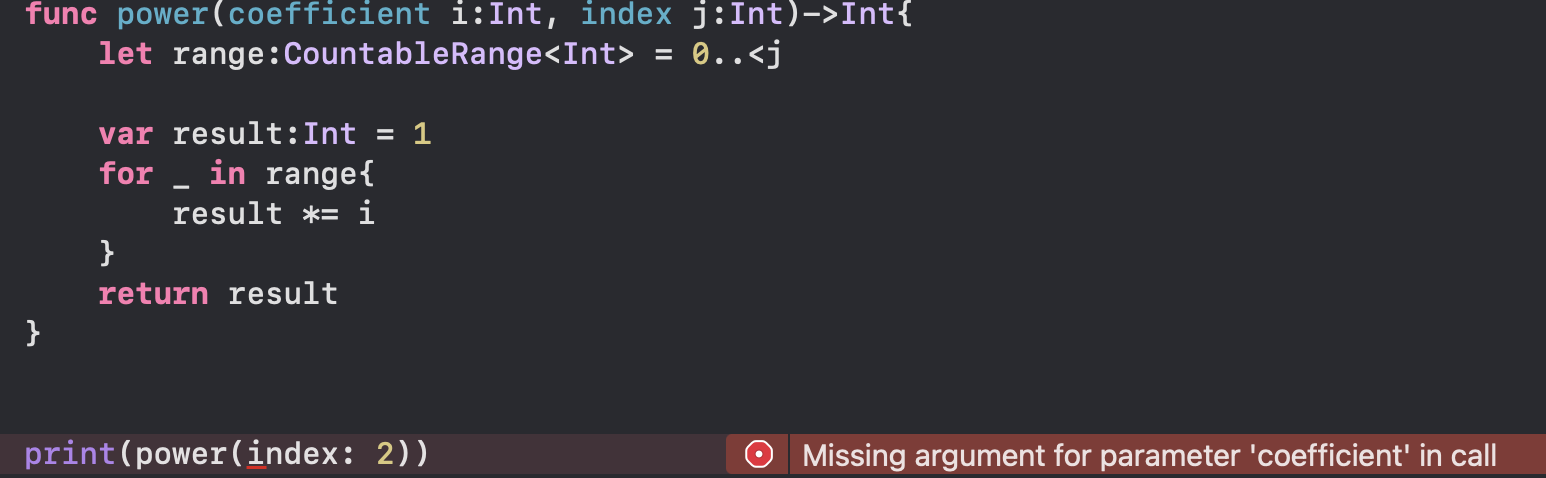 func power(coefficient i:Int, index j:Int)->Int{
    let range:CountableRange<Int> = 0..<j
    var result:Int = 1
    for _ in range{
        result *= i
    }
    return result
}
print(power(index: 2)) Missing argument for parameter 'coefficient' in call